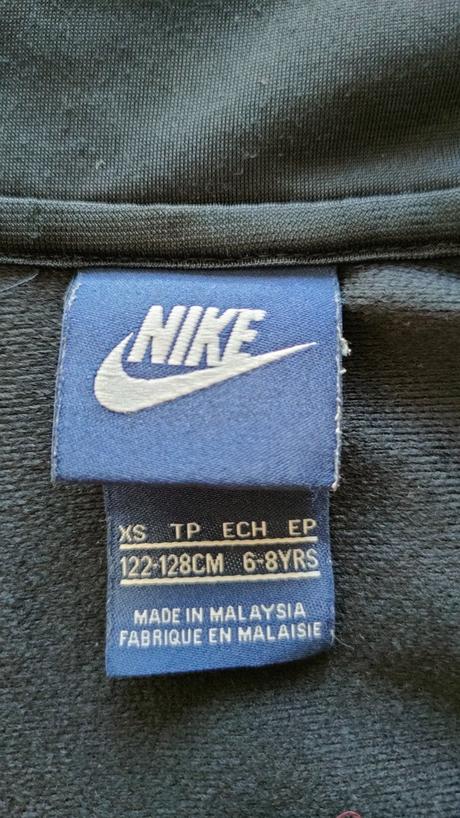 NIKE
XS TP ECH EP
122-128CM 6-8YRS
MADE IN MALAYSIA
FABRIQUE EN MALAISIE